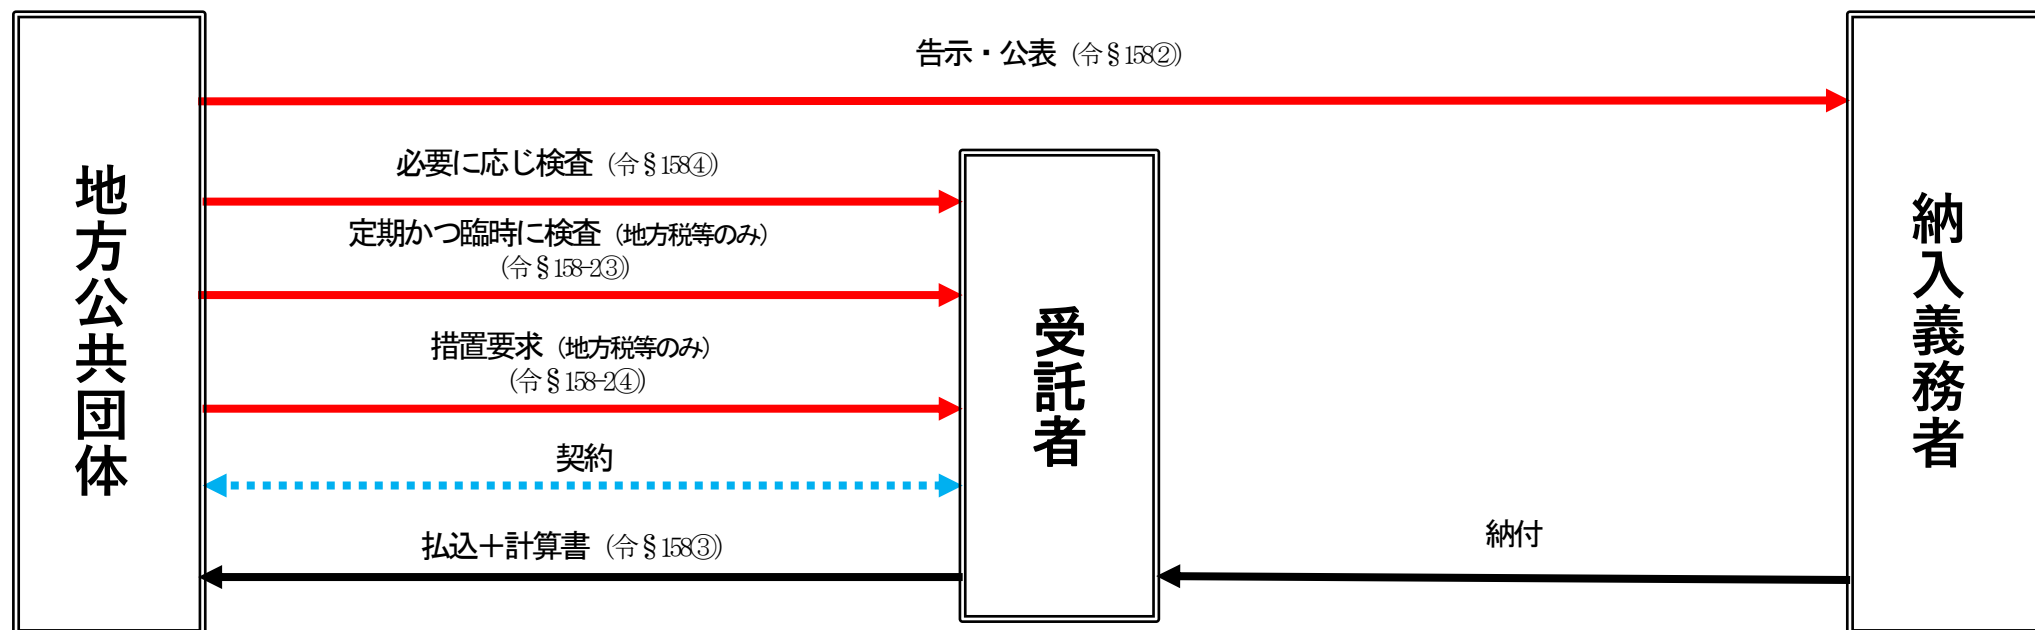 地方公共団体
告示・公表（令§158②）
必要に応じ検査（令§158④）
定期かつ臨時に検査（地方税等のみ）
（令§158-2③）
措置要求（地方税等のみ）
（令§158-2④）
契約
払込＋計算書（令§158③）
受託者
納付
納入義務者